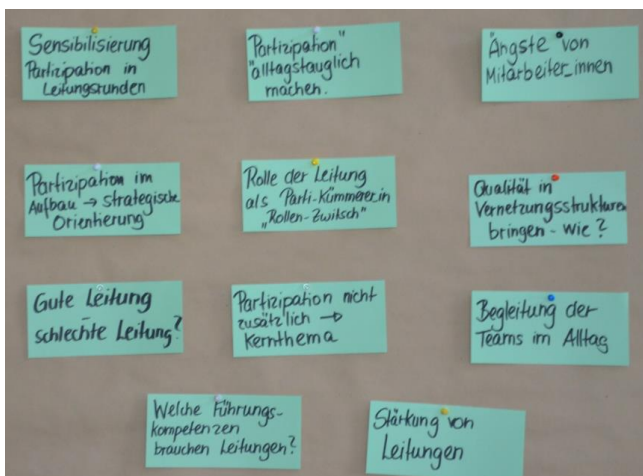 Sensibilisierung
Partizipation in
Leitungsrunden
Partizipation"
"alltagstauglich
machen.
Ängste von
Mitarbeiter_innen
Partizipation im
Aufbau → strategische
Orientierung
Rolle der Leitung
als Parti-Kümmerer.in
„Rollen-Zwitsch"
Qualität in
Vernetzungsstrukturen
bringen - wie?
Gute Leitung
schlechte Leitung?
Partizipation nicht
zusätzlich →
Kernthema
Begleitung der
Teams im Alltag
Welche Führungs-
kompetenzen
brauchen Leitungen?
Stärkung von
Leitungen